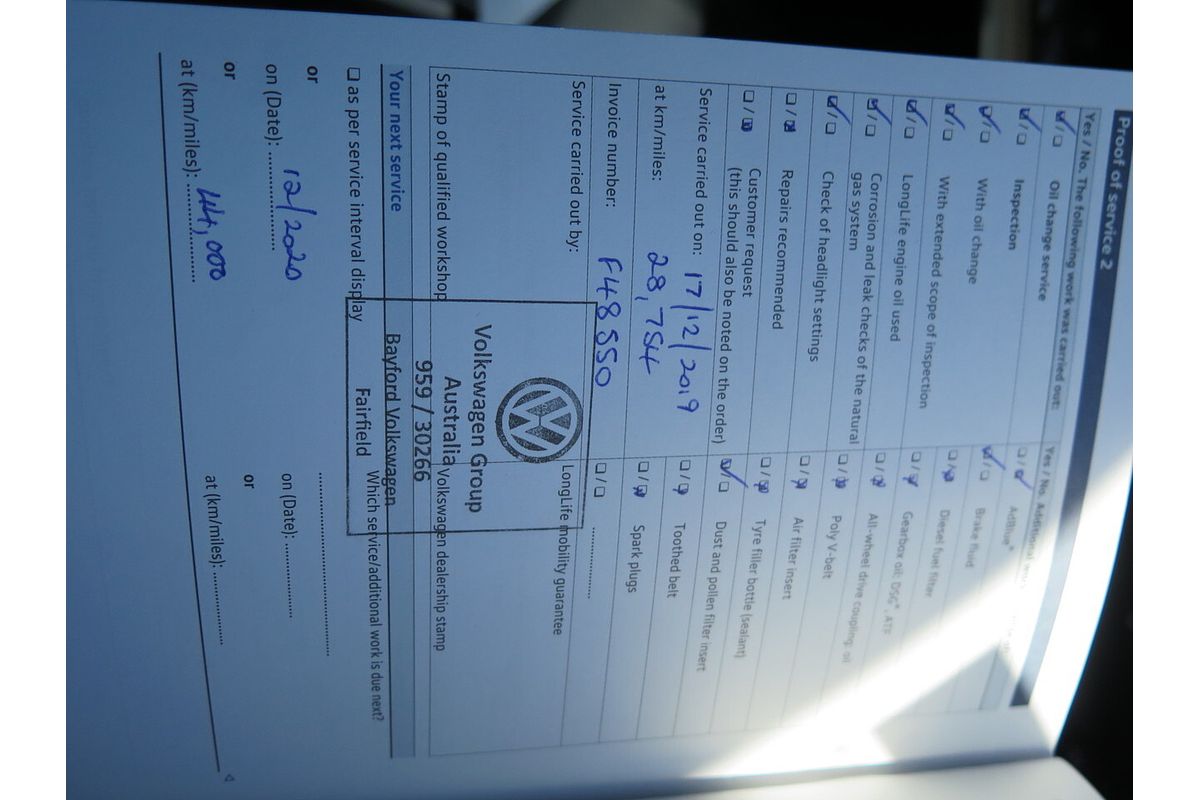 Proof of service 2
Yes / No. The following work was carried out:
☑/☐ Oil change service
☑/☐ Inspection
☑/☐ With oil change
☑/☐ With extended scope of inspection
☑/☐ LongLife engine oil used
☑/☐ Corrosion and leak checks of the natural
gas system
☑/☐ Check of headlight settings
☐/☑ Repairs recommended
☐/☑ Customer request
(this should also be noted on the order)
Service carried out on: 17/12/2019
at km/miles: 28,754
Invoice number: F48550
Service carried out by:
Yes / No. Additional
☐/☑ AdBlue®
☑/☐ Brake fluid
☐/☑ Diesel fuel filter
☐/☑ Gearbox oil: DSG®, ATF
☐/☑ All-wheel drive coupling: oil
☐/☑ Poly V-belt
☐/☑ Air filter insert
☐/☑ Tyre filler bottle (sealant)
☑/☐ Dust and pollen filter insert
☐/☑ Toothed belt
☐/☑ Spark plugs
☐/☐ ....................
LongLife mobility guarantee
Stamp of qualified workshop
Volkswagen dealership stamp
Volkswagen Group
Australia
959 / 30266
Bayford Volkswagen
Fairfield
Your next service
☐ as per service interval display
or
on (Date): 12/2020
or
at (km/miles): 44,000
Which service/additional work is due next?
....................
on (Date): ....................
or
at (km/miles): ....................